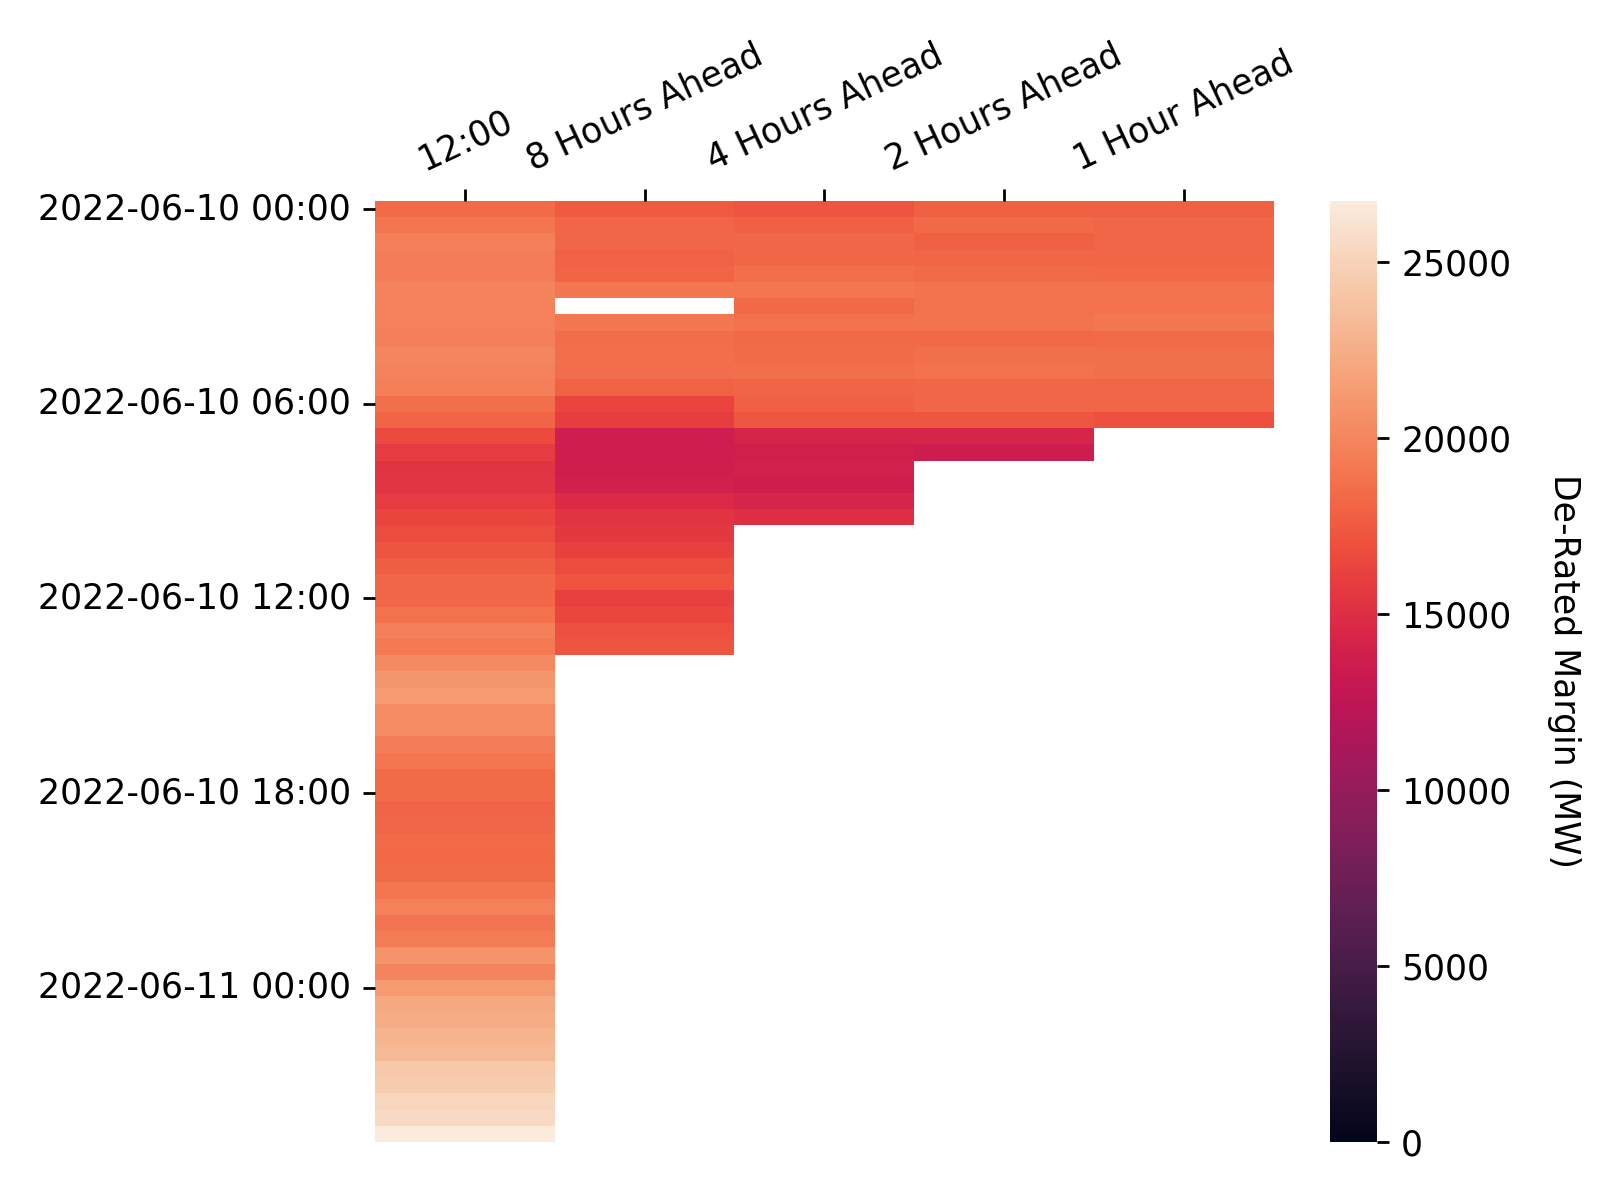 12:00
8 Hours Ahead
4 Hours Ahead
2 Hours Ahead
1 Hour Ahead
2022-06-10 00:00
2022-06-10 06:00
2022-06-10 12:00
2022-06-10 18:00
2022-06-11 00:00
25000
20000
15000
10000
5000
0
De-Rated Margin (MW)